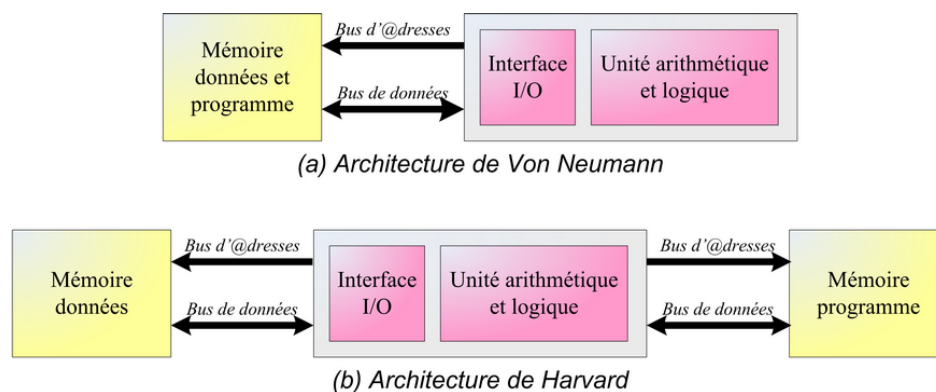 Bus d'@dresses
Mémoire
données et
programme
Bus de données
Interface
I/O
Unité arithmétique
et logique
(a) Architecture de Von Neumann
Bus d'@dresses
Bus d'@dresses
Mémoire
données
Bus de données
Interface
I/O
Unité arithmétique
et logique
Bus de données
Mémoire
programme
(b) Architecture de Harvard